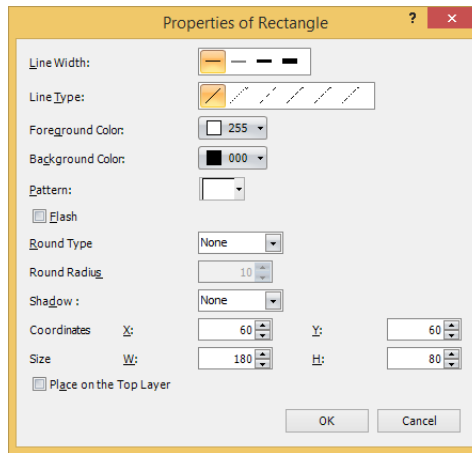 Properties of Rectangle ? ×
Line Width:
Line Type:
Foreground Color: 255
Background Color: 000
Pattern:
Flash
Round Type None
Round Radius 10
Shadow : None
Coordinates X: 60 Y: 60
Size W: 180 H: 80
Place on the Top Layer
OK Cancel